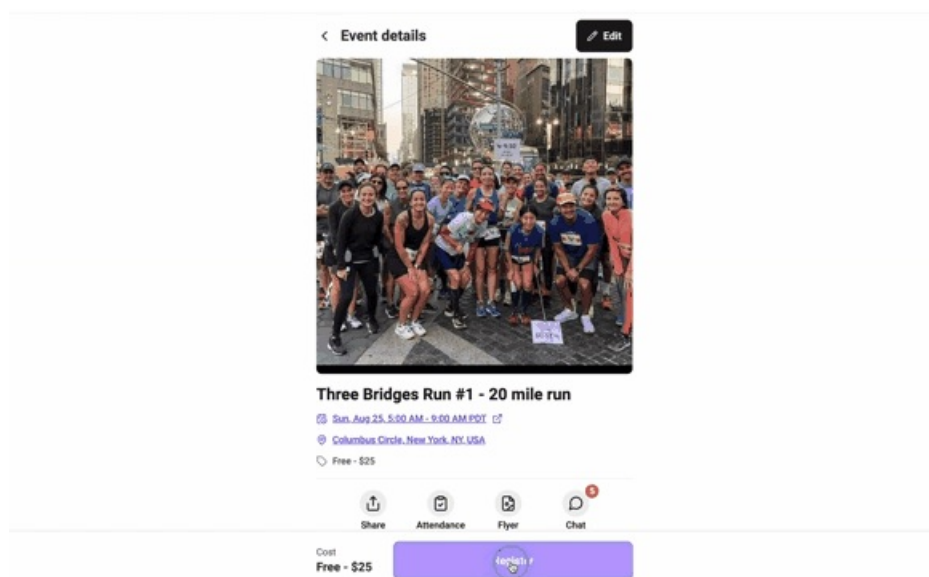 Event details
Edit
Three Bridges Run #1 - 20 mile run
Sun, Aug 25, 5:00 AM - 9:00 AM PDT
Columbus Circle, New York, NY, USA
Free - $25
Share
Attendance
Flyer
Chat
5
Cost
Free - $25
Register